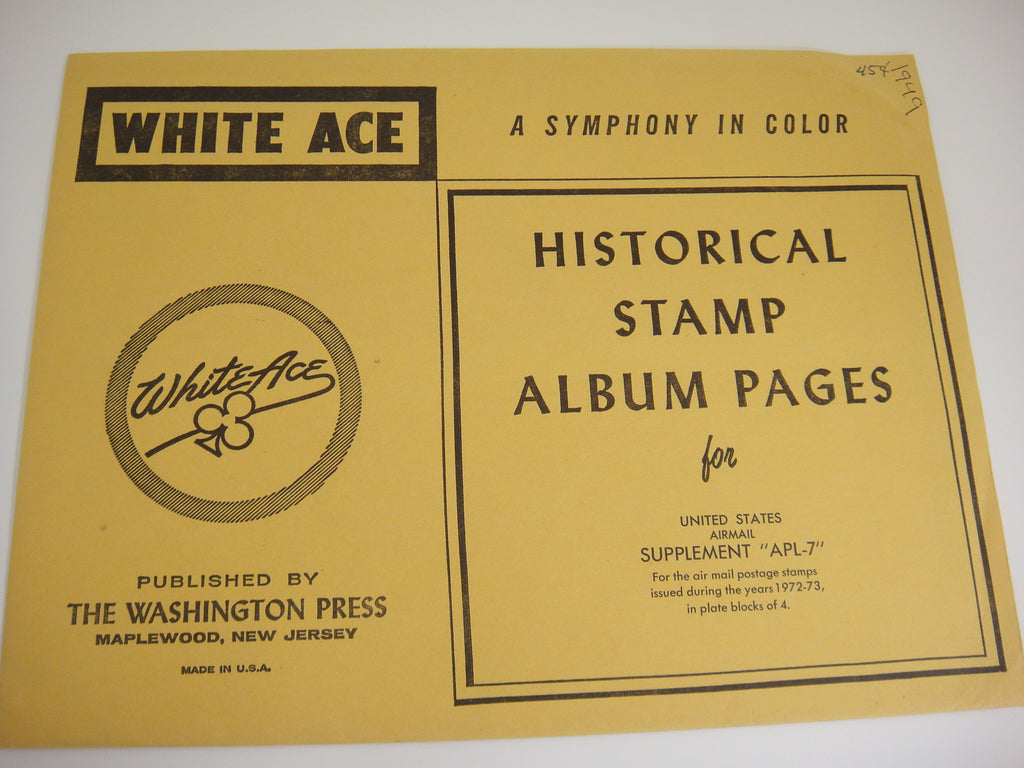 WHITE ACE
A SYMPHONY IN COLOR
45¢ 1949
HISTORICAL
STAMP
ALBUM PAGES
for
UNITED STATES
AIRMAIL
SUPPLEMENT "APL-7"
For the air mail postage stamps
issued during the years 1972-73,
in plate blocks of 4.
White Ace
PUBLISHED BY
THE WASHINGTON PRESS
MAPLEWOOD, NEW JERSEY
MADE IN U.S.A.